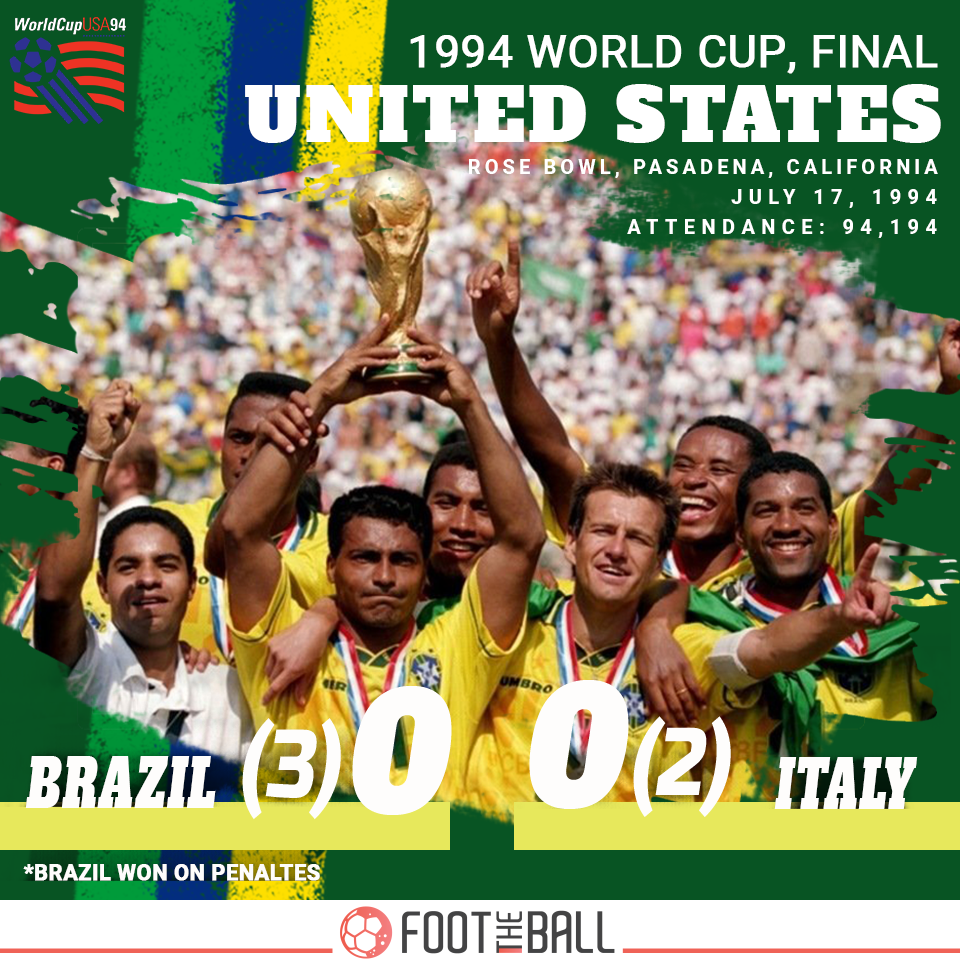 WorldCupUSA94
1994 WORLD CUP, FINAL
UNITED STATES
ROSE BOWL, PASADENA, CALIFORNIA
JULY 17, 1994
ATTENDANCE: 94,194
UMBRO
BRAZIL (3) 0 0 (2) ITALY
*BRAZIL WON ON PENALTES
FOOT THE BALL